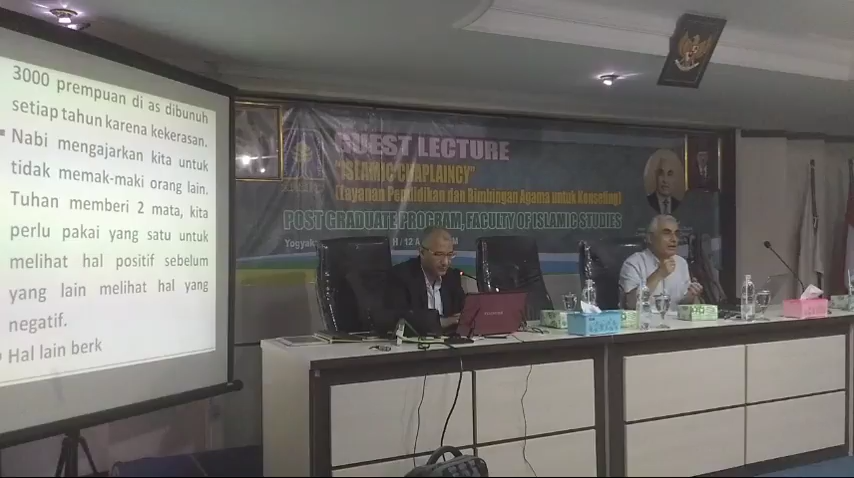 3000 prempuan di as dibunuh
setiap tahun karena kekerasan.
Nabi mengajarkan kita untuk
tidak memak-maki orang lain.
Tuhan memberi 2 mata, kita
perlu pakai yang satu untuk
melihat hal positif sebelum
yang lain melihat hal yang
negatif.
Hal lain berk
GUEST LECTURE
"ISLAMIC CHAPLAINCY"
(Layanan Pendidikan dan Bimbingan Agama untuk Konseling)
POST GRADUATE PROGRAM, FACULTY OF ISLAMIC STUDIES
H / 12 A